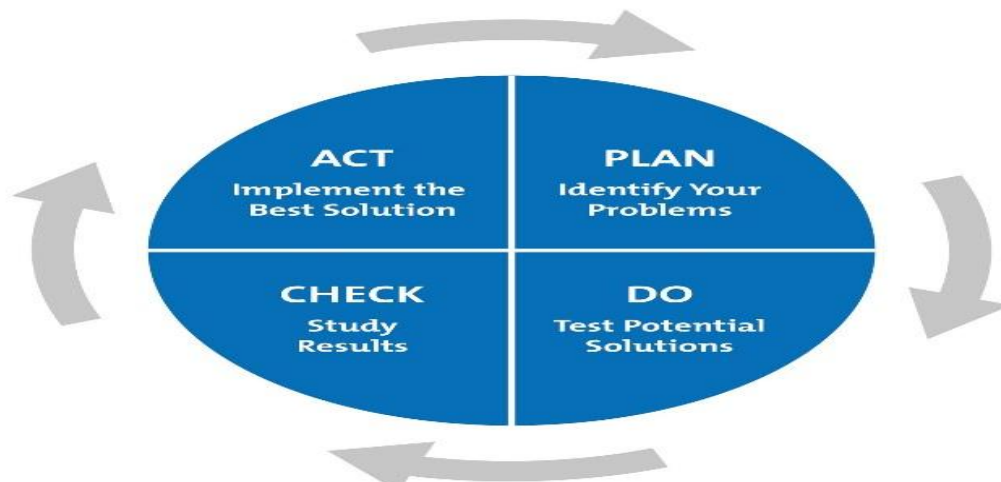 ACT
Implement the
Best Solution
PLAN
Identify Your
Problems
CHECK
Study
Results
DO
Test Potential
Solutions